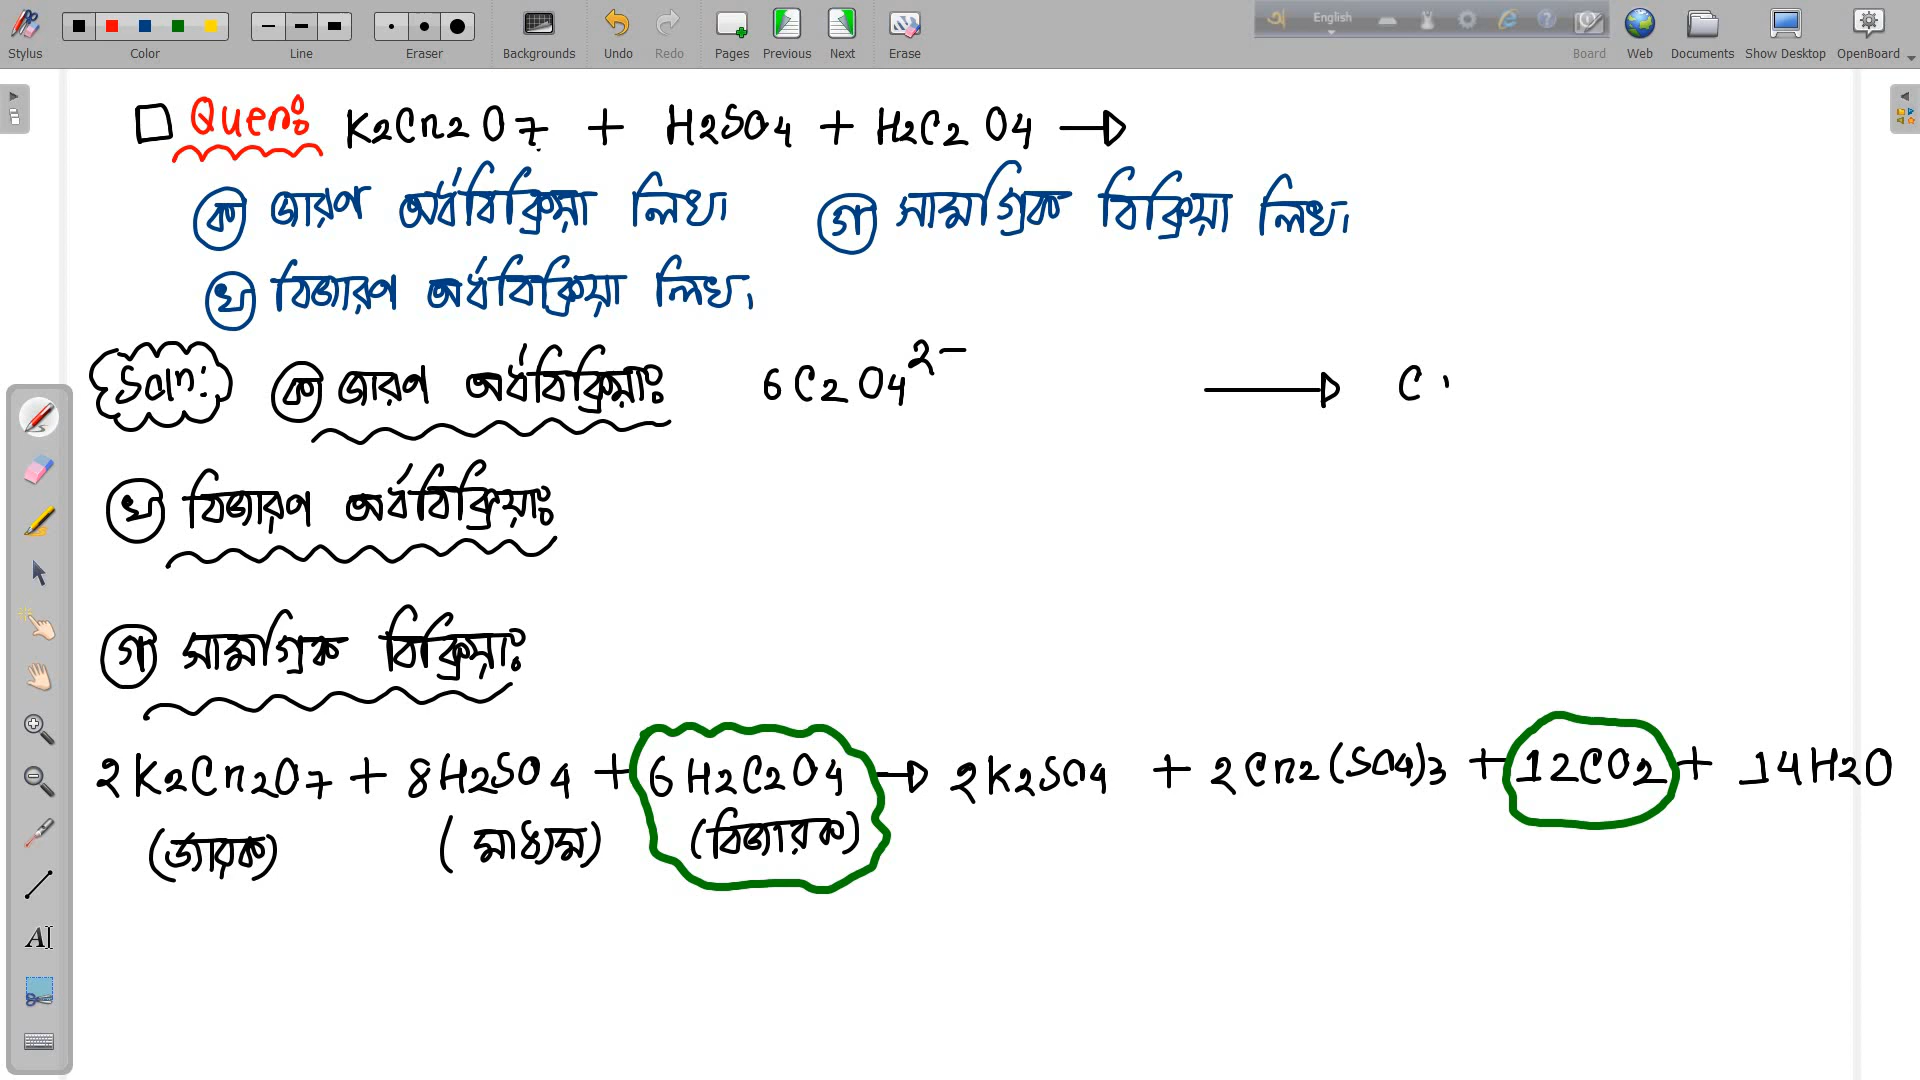 Stylus Color Line Eraser Backgrounds Undo Redo Pages Previous Next Erase Board Web Documents Show Desktop OpenBoard
English
Quen: K2Cr2O7 + H2SO4 + H2C2O4 →
ক জারণ অর্ধবিক্রিয়া লিখ। গ সামগ্রিক বিক্রিয়া লিখ।
খ বিজারণ অর্ধবিক্রিয়া লিখ।
Soln: ক জারণ অর্ধবিক্রিয়াঃ 6C2O4²⁻ → C
খ বিজারণ অর্ধবিক্রিয়াঃ
গ সামগ্রিক বিক্রিয়াঃ
2K2Cr2O7 + 8H2SO4 + 6H2C2O4 → 2K2SO4 + 2Cr2(SO4)3 + 12CO2 + 14H2O
(জারক) (মাধ্যম) (বিজারক)